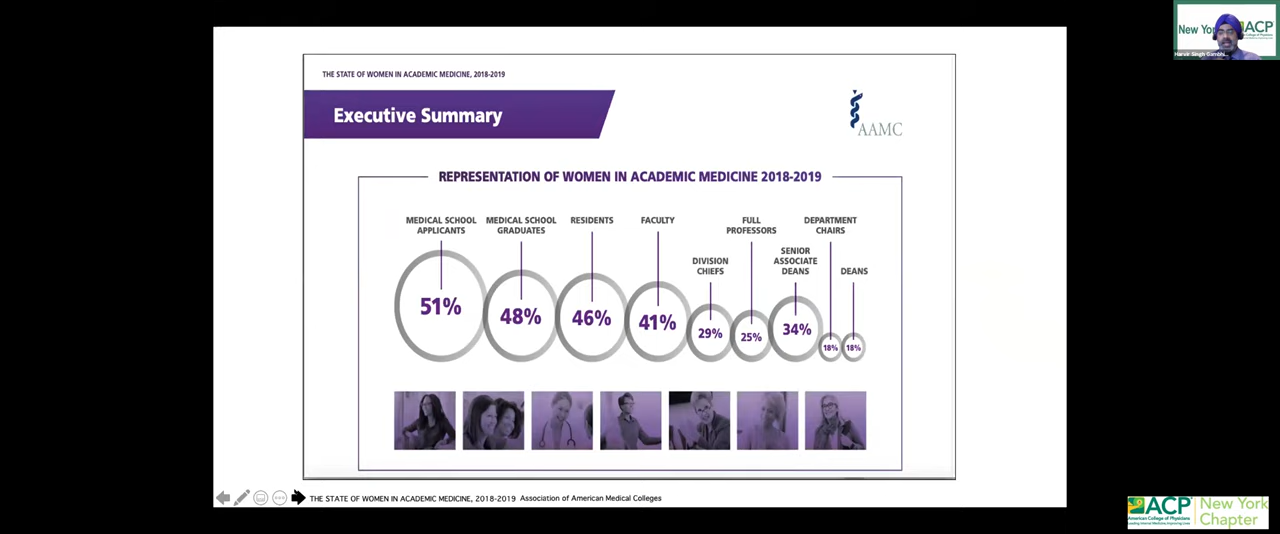 New York
ACP
Harvir Singh Gambhi...
THE STATE OF WOMEN IN ACADEMIC MEDICINE, 2018-2019
Executive Summary
AAMC
REPRESENTATION OF WOMEN IN ACADEMIC MEDICINE 2018-2019
MEDICAL SCHOOL
APPLICANTS
51%
MEDICAL SCHOOL
GRADUATES
48%
RESIDENTS
46%
FACULTY
41%
DIVISION
CHIEFS
29%
FULL
PROFESSORS
25%
SENIOR
ASSOCIATE
DEANS
34%
DEPARTMENT
CHAIRS
18%
DEANS
18%
THE STATE OF WOMEN IN ACADEMIC MEDICINE, 2018-2019 Association of American Medical Colleges
ACP
American College of Physicians
Leading Internal Medicine, Improving Lives
New York
Chapter